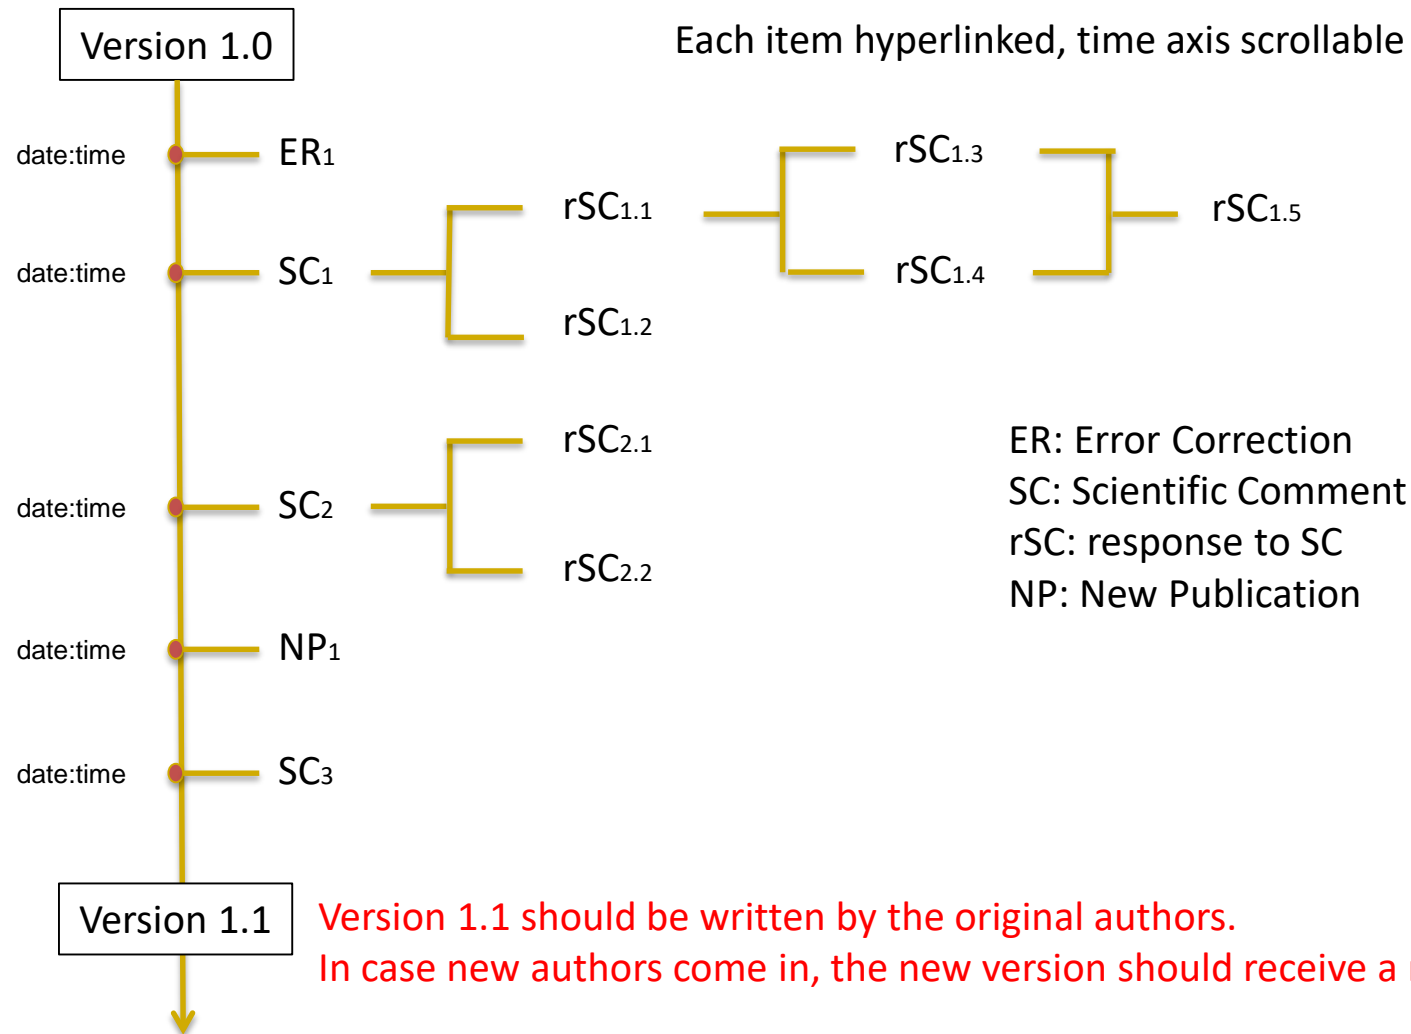 Version 1.0
Each item hyperlinked, time axis scrollable
date:time
ER1
rSC1.3
rSC1.1
rSC1.5
date:time
SC1
rSC1.4
rSC1.2
rSC2.1
ER: Error Correction
SC: Scientific Comment
date:time
SC2
rSC: response to SC
rSC2.2
NP: New Publication
date:time
NP1
date:time
SC3
Version 1.1
Version 1.1 should be written by the original authors.
In case new authors come in, the new version should receive a